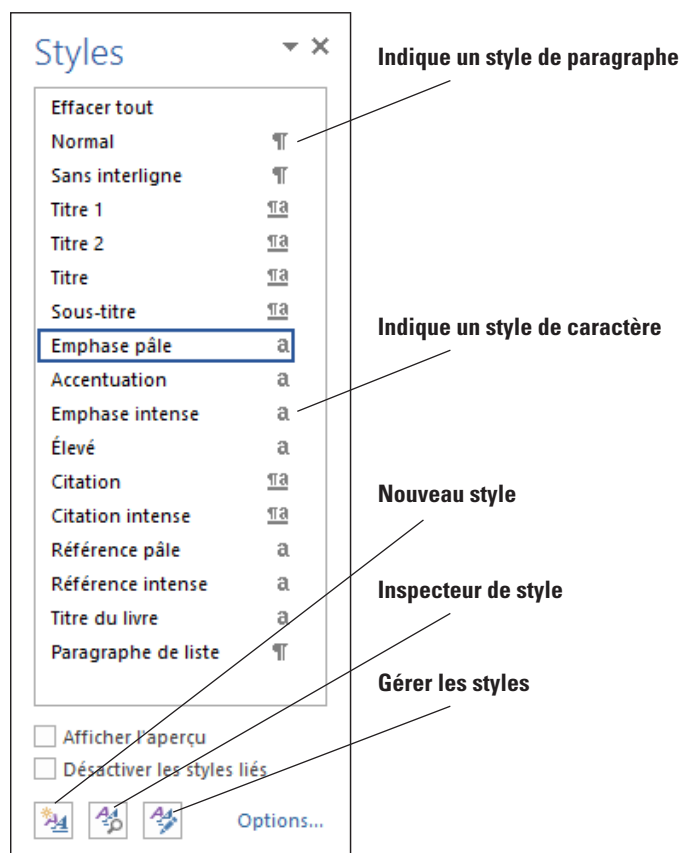 Styles
Indique un style de paragraphe
Effacer tout
Normal ¶
Sans interligne ¶
Titre 1 ¶a
Titre 2 ¶a
Titre ¶a
Sous-titre ¶a
Indique un style de caractère
Emphase pâle a
Accentuation a
Emphase intense a
Élevé a
Citation ¶a
Citation intense ¶a
Nouveau style
Référence pâle a
Référence intense a
Inspecteur de style
Titre du livre a
Paragraphe de liste ¶
Gérer les styles
Afficher l'aperçu
Désactiver les styles liés
Options...